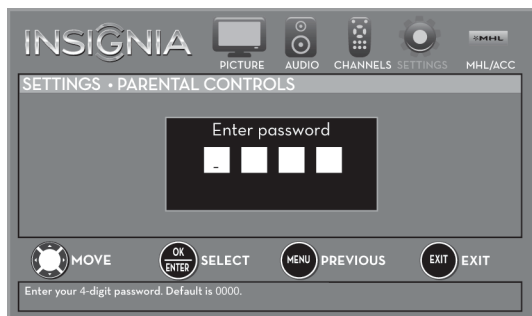 INSIGNIA
PICTURE AUDIO CHANNELS SETTINGS MHL/ACC
MHL
SETTINGS • PARENTAL CONTROLS
Enter password
_
MOVE OK ENTER SELECT MENU PREVIOUS EXIT EXIT
Enter your 4-digit password. Default is 0000.